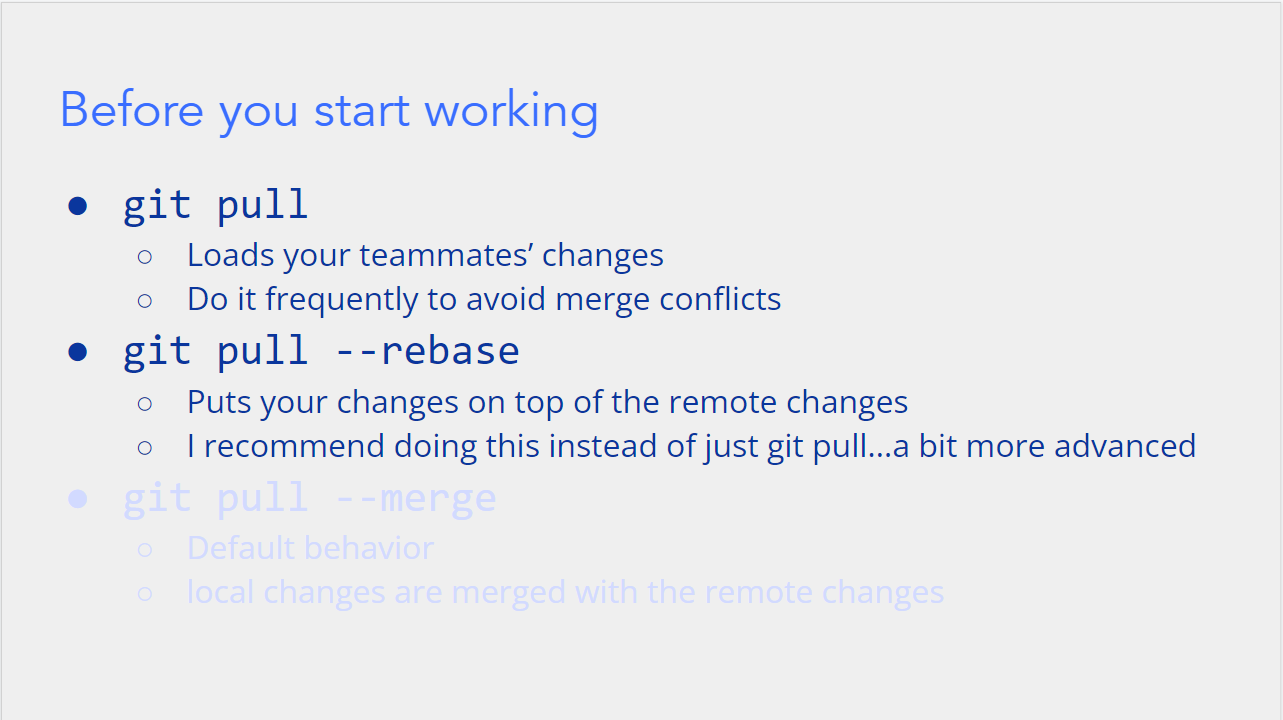 Before you start working
● git pull
○ Loads your teammates’ changes
○ Do it frequently to avoid merge conflicts
● git pull --rebase
○ Puts your changes on top of the remote changes
○ I recommend doing this instead of just git pull...a bit more advanced
● git pull --merge
○ Default behavior
○ local changes are merged with the remote changes